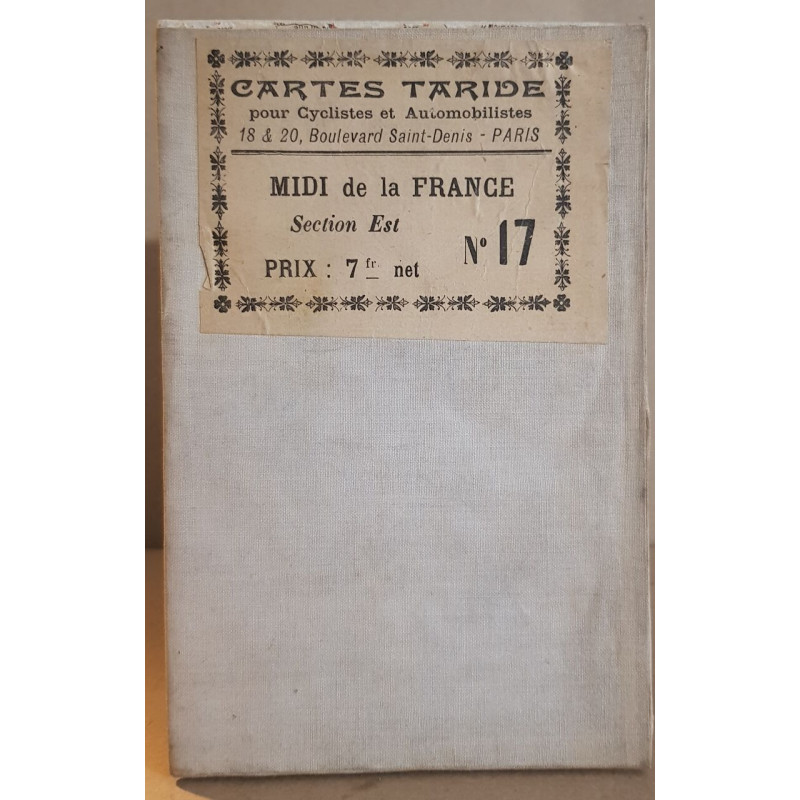 CARTES TARIDE
pour Cyclistes et Automobilistes
18 & 20, Boulevard Saint-Denis - PARIS
MIDI de la FRANCE
Section Est
Nº 17
PRIX : 7 fr. net